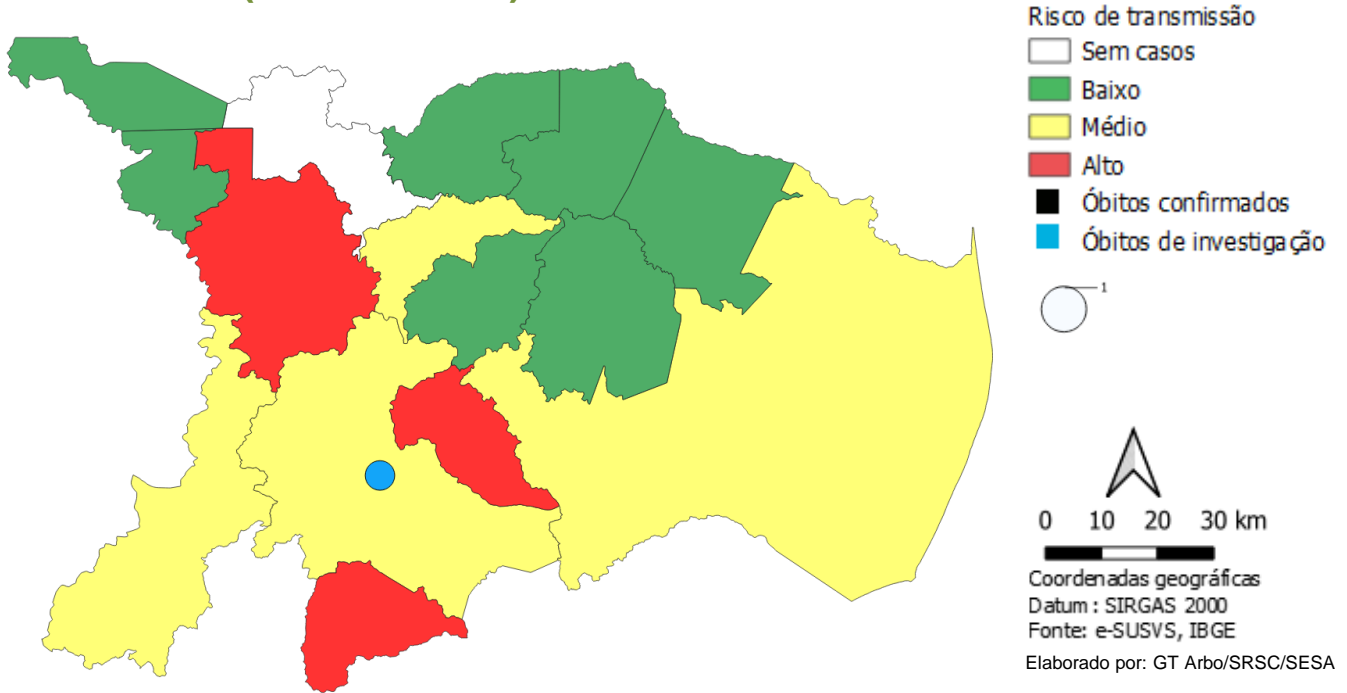 Risco de transmissão
Sem casos
Baixo
Médio
Alto
Óbitos confirmados
Óbitos de investigação
1
0 10 20 30 km
Coordenadas geográficas
Datum : SIRGAS 2000
Fonte: e-SUSVS, IBGE
Elaborado por: GT Arbo/SRSC/SESA